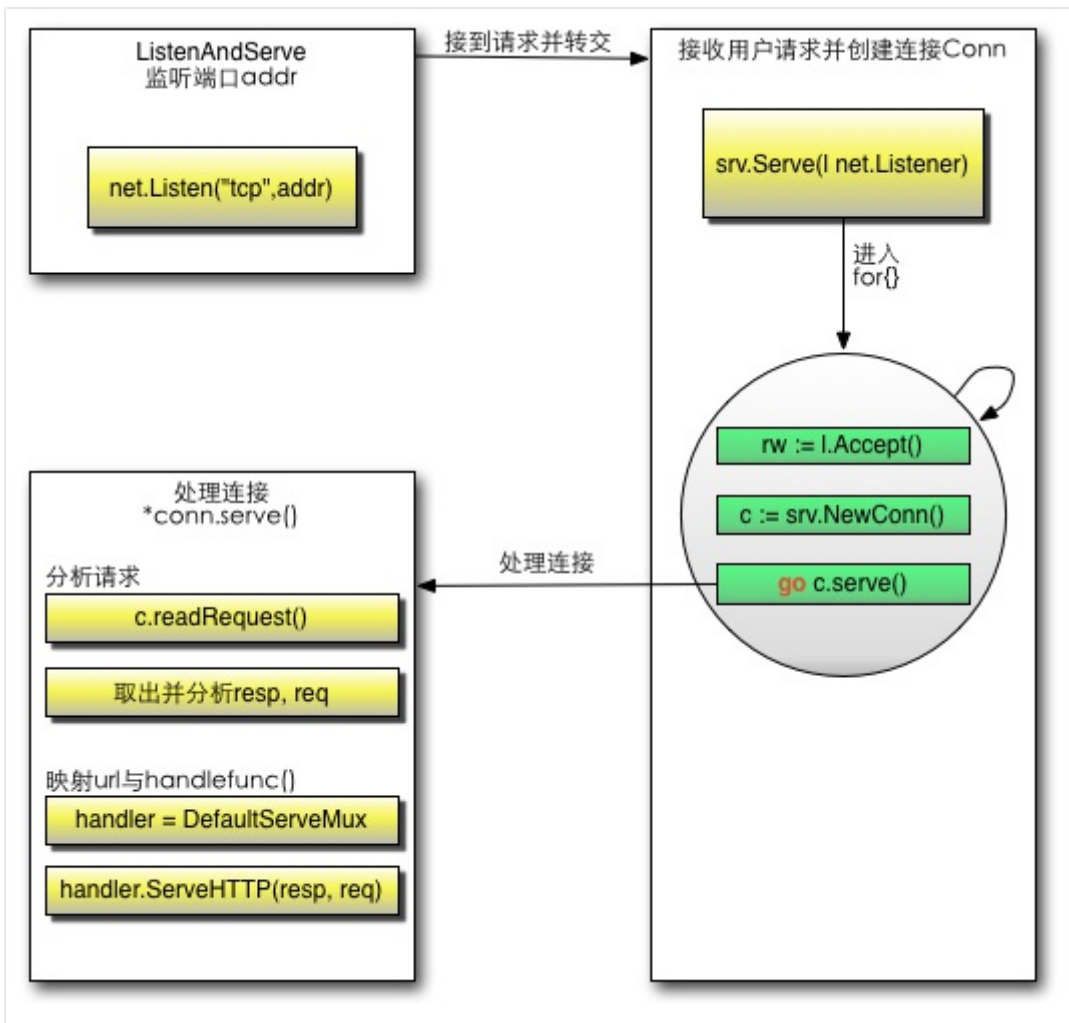 ListenAndServe
监听端口addr
net.Listen("tcp",addr)
接到请求并转交
接收用户请求并创建连接Conn
srv.Serve(l net.Listener)
进入
for{}
rw := l.Accept()
c := srv.NewConn()
go c.serve()
处理连接
处理连接
*conn.serve()
分析请求
c.readRequest()
取出并分析resp, req
映射url与handlefunc()
handler = DefaultServeMux
handler.ServeHTTP(resp, req)